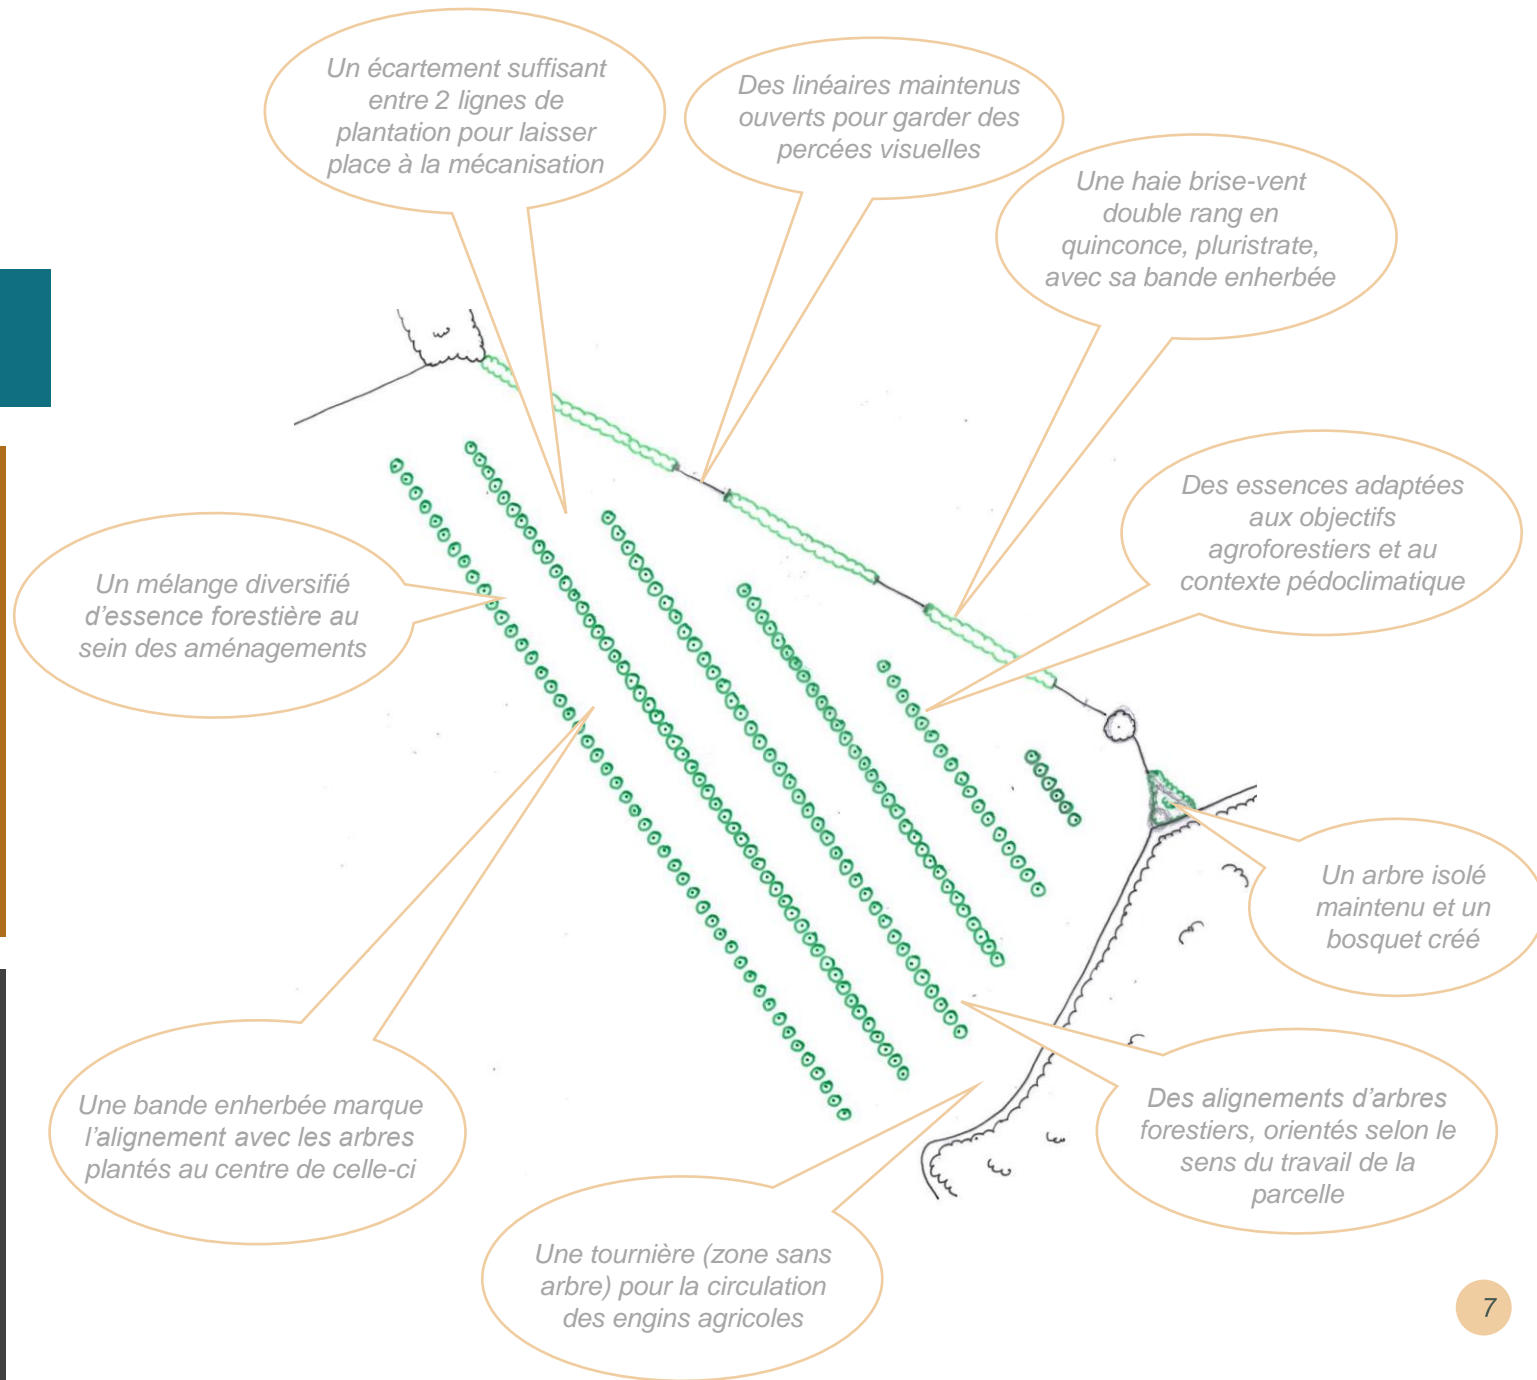 Un écartement suffisant
entre 2 lignes de
plantation pour laisser
place à la mécanisation
Des linéaires maintenus
ouverts pour garder des
percées visuelles
Une haie brise-vent
double rang en
quinconce, pluristrate,
avec sa bande enherbée
Des essences adaptées
aux objectifs
agroforestiers et au
contexte pédoclimatique
Un mélange diversifié
d'essence forestière au
sein des aménagements
Un arbre isolé
maintenu et un
bosquet créé
Une bande enherbée marque
l'alignement avec les arbres
plantés au centre de celle-ci
Des alignements d'arbres
forestiers, orientés selon le
sens du travail de la
parcelle
Une tournière (zone sans
arbre) pour la circulation
des engins agricoles
7